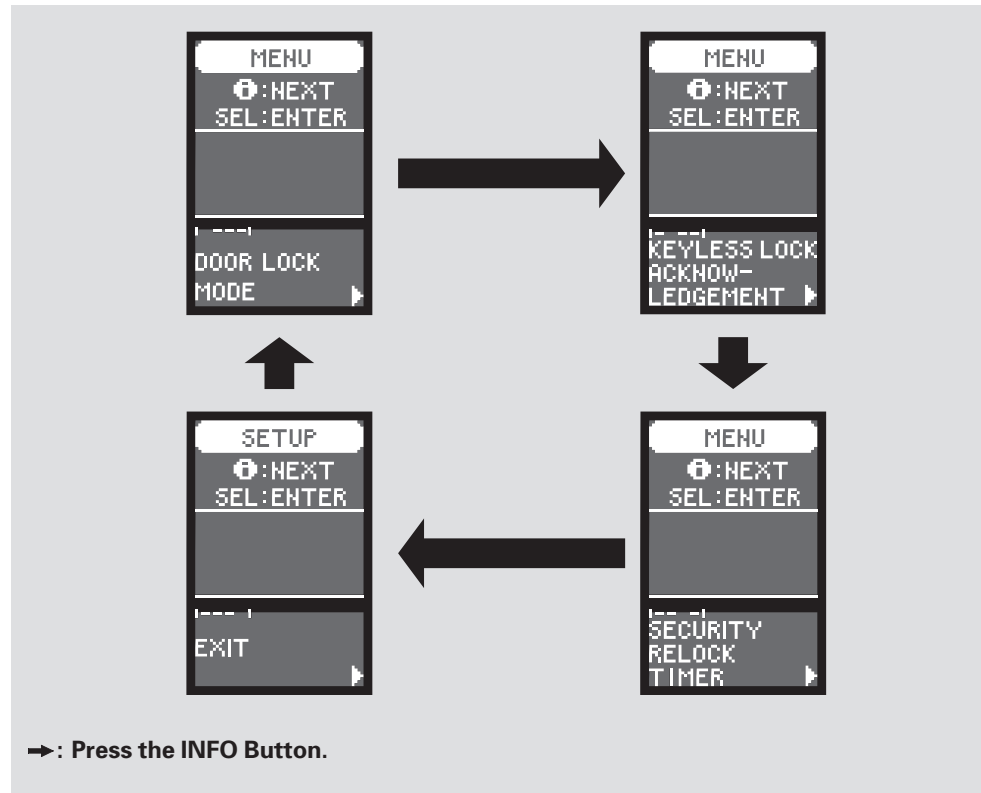 MENU
ℹ:NEXT
SEL:ENTER
DOOR LOCK
MODE
MENU
ℹ:NEXT
SEL:ENTER
KEYLESS LOCK
ACKNOW-
LEDGEMENT
SETUP
ℹ:NEXT
SEL:ENTER
EXIT
MENU
ℹ:NEXT
SEL:ENTER
SECURITY
RELOCK
TIMER
→: Press the INFO Button.